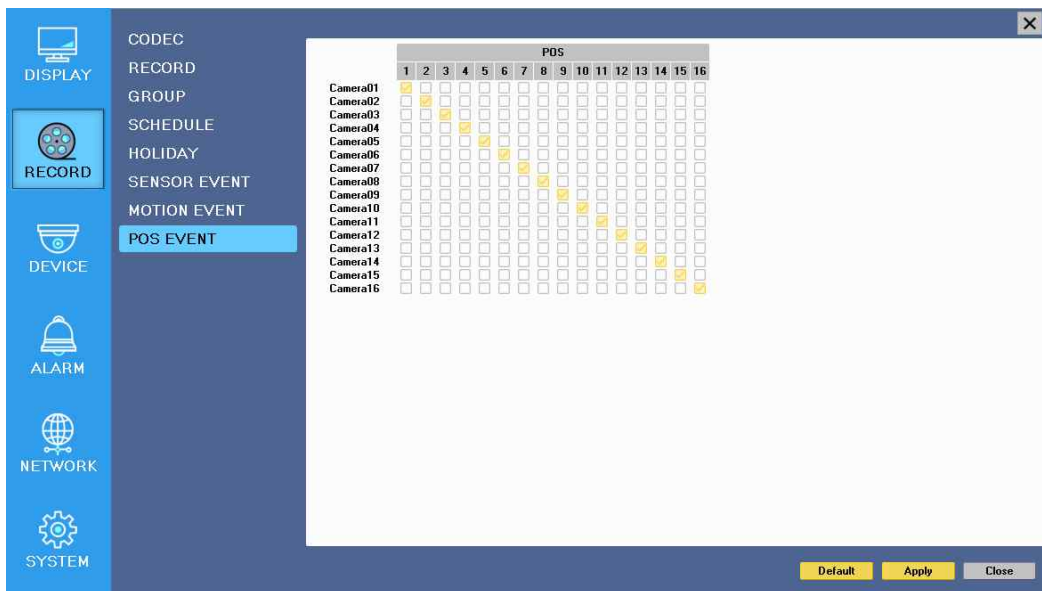 DISPLAY
RECORD
DEVICE
ALARM
NETWORK
SYSTEM
CODEC
RECORD
GROUP
SCHEDULE
HOLIDAY
SENSOR EVENT
MOTION EVENT
POS EVENT
POS
1 2 3 4 5 6 7 8 9 10 11 12 13 14 15 16
Camera01
Camera02
Camera03
Camera04
Camera05
Camera06
Camera07
Camera08
Camera09
Camera10
Camera11
Camera12
Camera13
Camera14
Camera15
Camera16
Default Apply Close